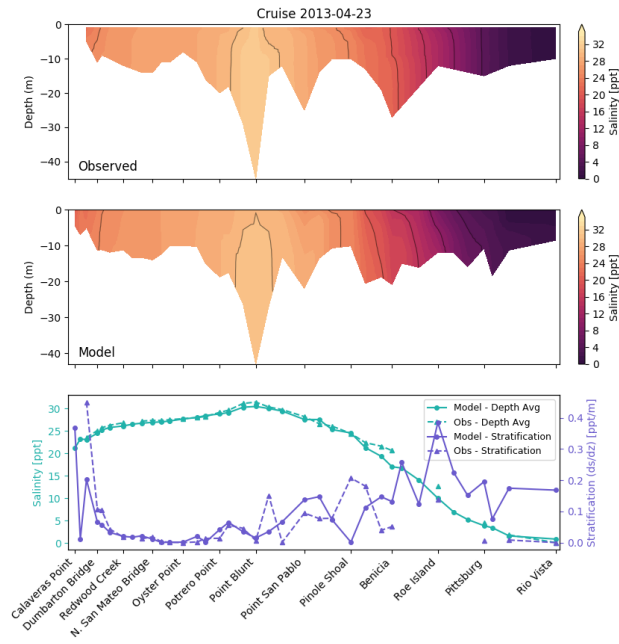 Cruise 2013-04-23
0
−10
−20
−30
−40
Depth (m)
Observed
32
28
24
20
16
12
8
4
0
Salinity [ppt]
0
−10
−20
−30
−40
Depth (m)
Model
32
28
24
20
16
12
8
4
0
Salinity [ppt]
30
25
20
15
10
5
0
Salinity [ppt]
Model - Depth Avg
Obs - Depth Avg
Model - Stratification
Obs - Stratification
0.4
0.3
0.2
0.1
0.0
Stratification (ds/dz) [ppt/m]
Calaveras Point
Dumbarton Bridge
Redwood Creek
N. San Mateo Bridge
Oyster Point
Potrero Point
Point Blunt
Point San Pablo
Pinole Shoal
Benicia
Roe Island
Pittsburg
Rio Vista